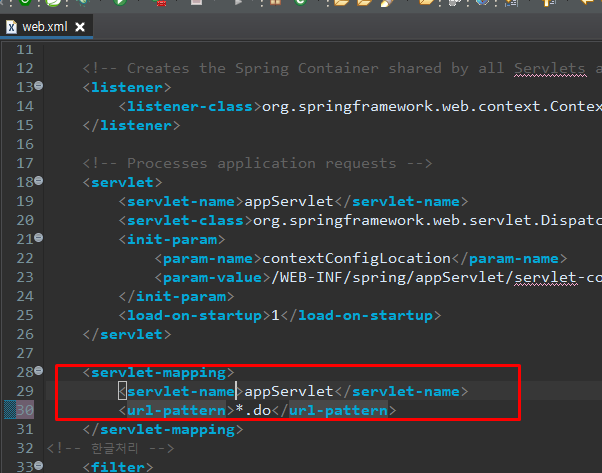 web.xml
11
12 <!-- Creates the Spring Container shared by all Servlets a
13 <listener>
14 <listener-class>org.springframework.web.context.Contex
15 </listener>
16
17 <!-- Processes application requests -->
18 <servlet>
19 <servlet-name>appServlet</servlet-name>
20 <servlet-class>org.springframework.web.servlet.Dispatc
21 <init-param>
22 <param-name>contextConfigLocation</param-name>
23 <param-value>/WEB-INF/spring/appServlet/servlet-co
24 </init-param>
25 <load-on-startup>1</load-on-startup>
26 </servlet>
27
28 <servlet-mapping>
29 <servlet-name>appServlet</servlet-name>
30 <url-pattern>*.do</url-pattern>
31 </servlet-mapping>
32 <!-- 한글처리 -->
33 <filter>